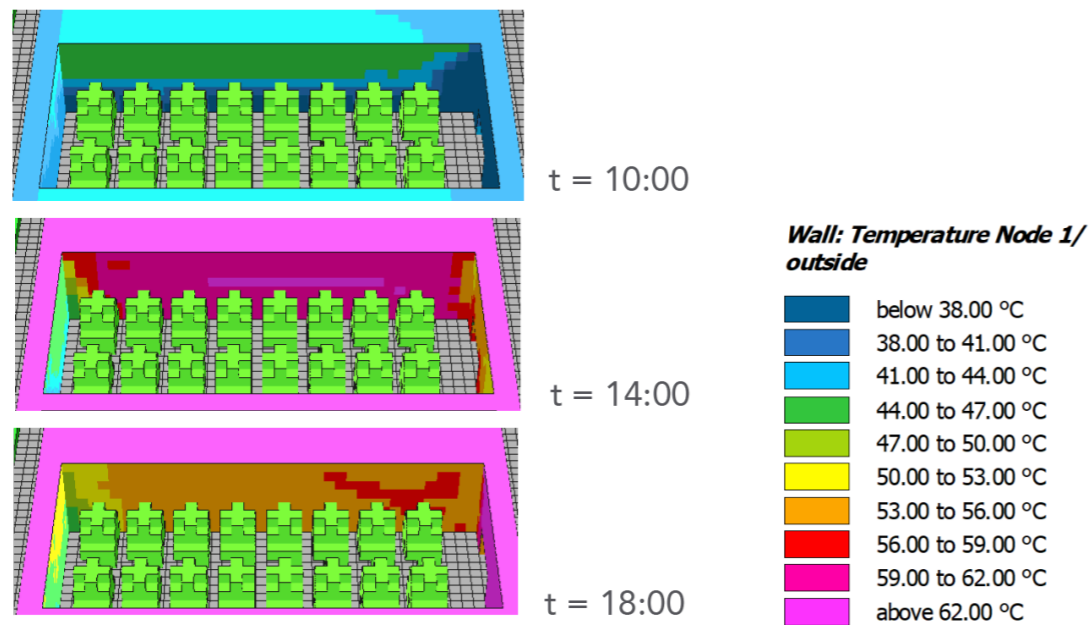 t = 10:00
t = 14:00
t = 18:00
Wall: Temperature Node 1/
outside
below 38.00 °C
38.00 to 41.00 °C
41.00 to 44.00 °C
44.00 to 47.00 °C
47.00 to 50.00 °C
50.00 to 53.00 °C
53.00 to 56.00 °C
56.00 to 59.00 °C
59.00 to 62.00 °C
above 62.00 °C